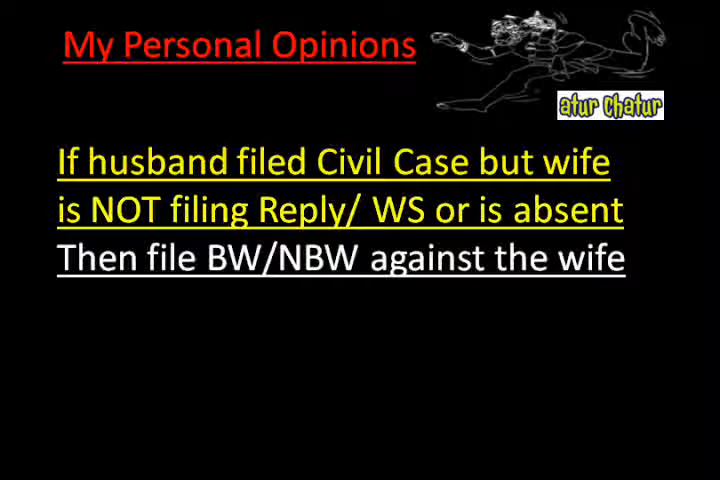 My Personal Opinions
atur chatur
If husband filed Civil Case but wife
is NOT filing Reply/ WS or is absent
Then file BW/NBW against the wife